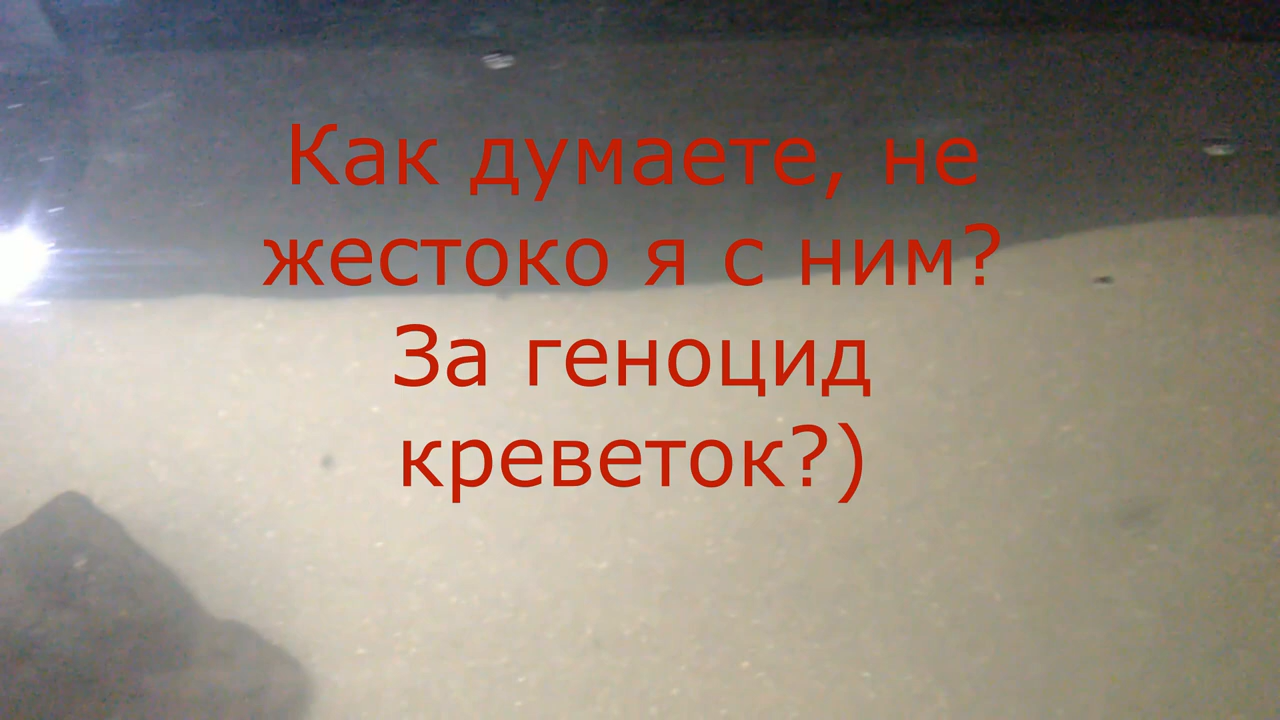 Как думаете, не
жестоко я с ним?
За геноцид
креветок?)